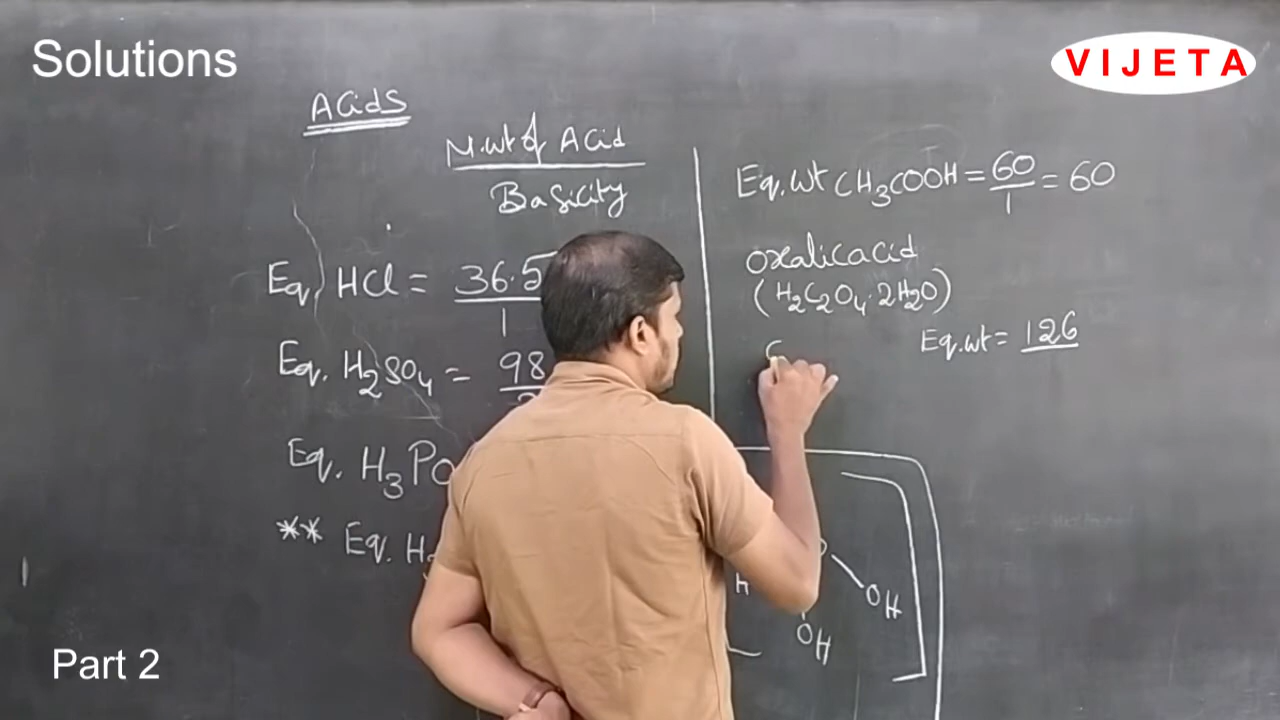 Solutions
VIJETA
Acids
M.wt of Acid
Basicity
Eq. HCl = 36.5
1
Eq. H₂SO₄ = 98
Eq. H₃PO
** Eq. H₃
Eq.wt CH₃COOH = 60 = 60
1
Oxalic acid
(H₂C₂O₄.2H₂O)
Eq.wt = 126
H
OH
OH
Part 2